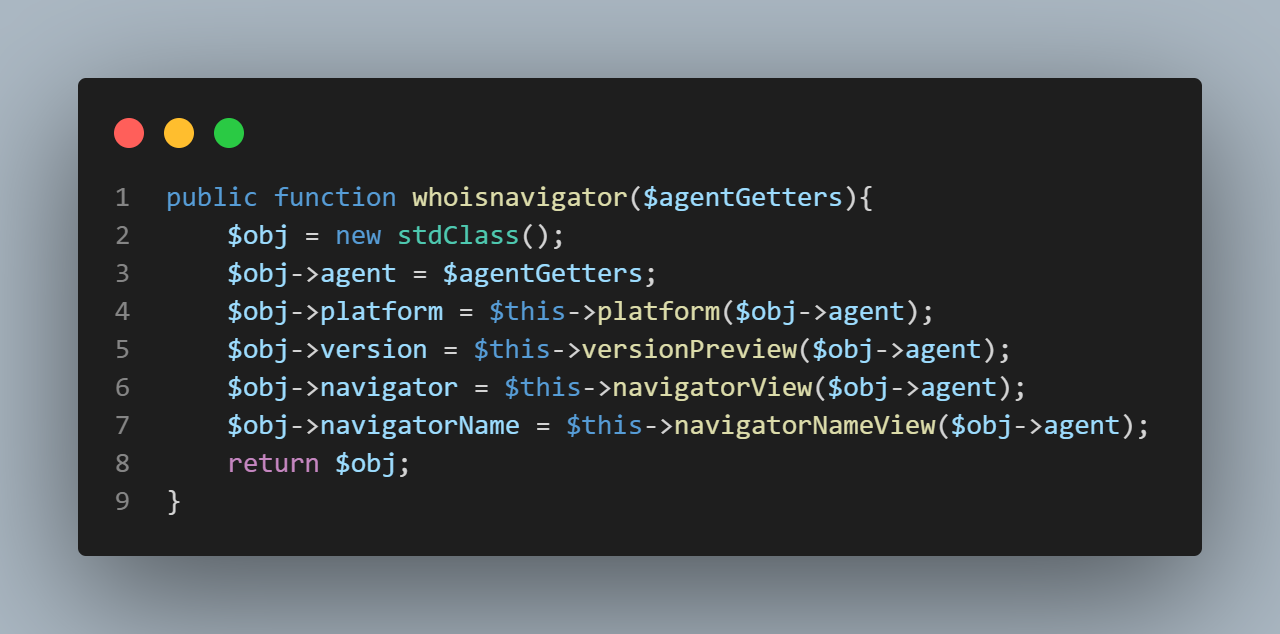 1 public function whoisnavigator($agentGetters){
2     $obj = new stdClass();
3     $obj->agent = $agentGetters;
4     $obj->platform = $this->platform($obj->agent);
5     $obj->version = $this->versionPreview($obj->agent);
6     $obj->navigator = $this->navigatorView($obj->agent);
7     $obj->navigatorName = $this->navigatorNameView($obj->agent);
8     return $obj;
9 }